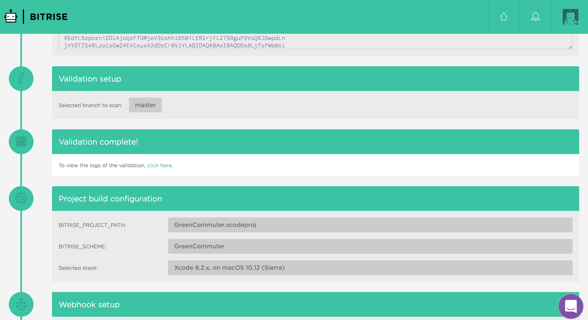 BITRISE
XEdYL9zpozniZOIAjoQzFfOMjeV3Ushhl8SBiLER2rjFL27SRguP3VsQRJOwpdLn
jnYDTZSxRLzolsGwZ4EYCxuxX2dOzCrBVlYLAQIDAQABAoIBAQDDs8LjfsPWbBsl
Validation setup
Selected branch to scan: master
Validation complete!
To view the logs of the validation, click here.
Project build configuration
BITRISE_PROJECT_PATH: GreenCommuter.xcodeproj
BITRISE_SCHEME: GreenCommuter
Selected stack: Xcode 8.2.x, on macOS 10.12 (Sierra)
Webhook setup